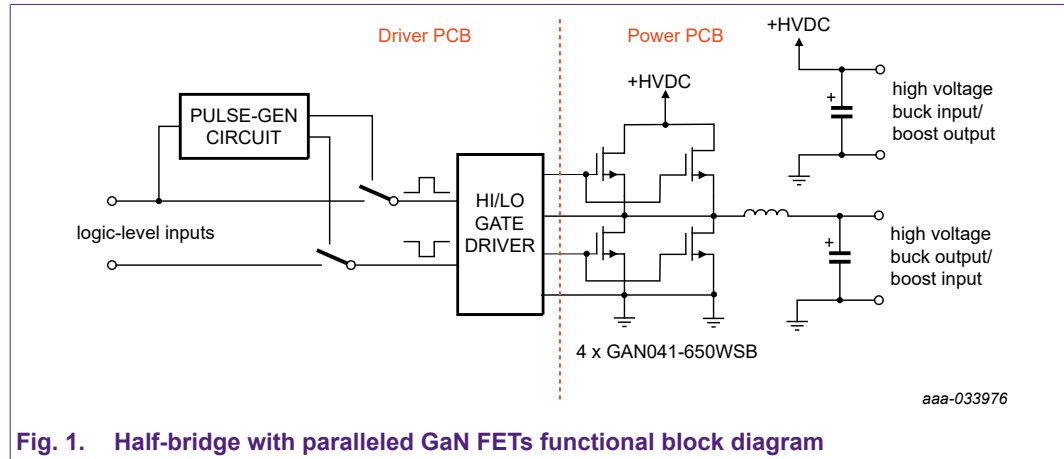 Driver PCB
Power PCB
+HVDC
+HVDC
+
high voltage
buck input/
boost output
PULSE-GEN
CIRCUIT
HI/LO
GATE
DRIVER
logic-level inputs
+
high voltage
buck output/
boost input
4 x GAN041-650WSB
aaa-033976
Fig. 1. Half-bridge with paralleled GaN FETs functional block diagram